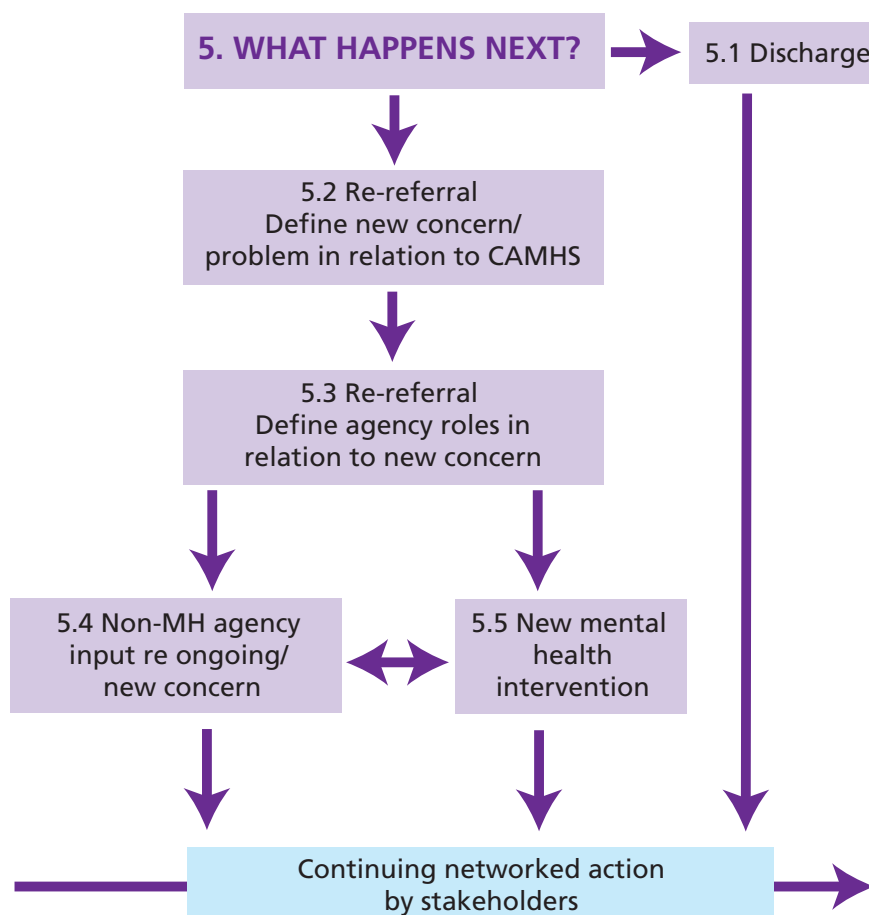 5. WHAT HAPPENS NEXT?
5.1 Discharge
5.2 Re-referral
Define new concern/
problem in relation to CAMHS
5.3 Re-referral
Define agency roles in
relation to new concern
5.4 Non-MH agency
input re ongoing/
new concern
5.5 New mental
health
intervention
Continuing networked action
by stakeholders